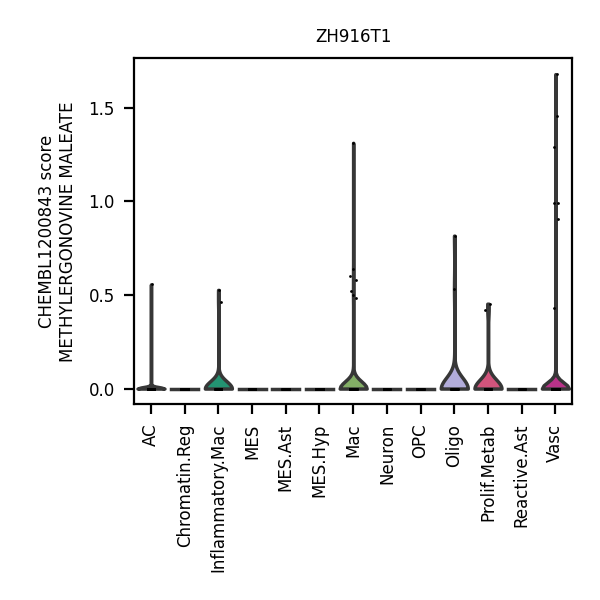 ZH916T1
CHEMBL1200843 score
METHYLERGONOVINE MALEATE
1.5
1.0
0.5
0.0
AC
Chromatin.Reg
Inflammatory.Mac
MES
MES.Ast
MES.Hyp
Mac
Neuron
OPC
Oligo
Prolif.Metab
Reactive.Ast
Vasc